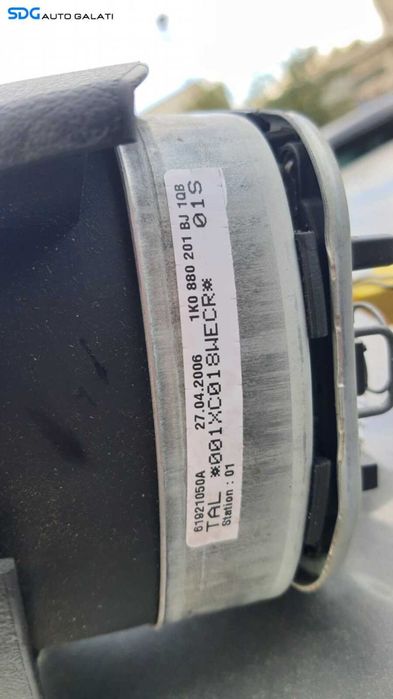 SDG AUTO GALATI
61921050A 27.04.2006 1K0 880 201 BJ 1QB
TAL *001XC018WECR* 01S
Station : 01